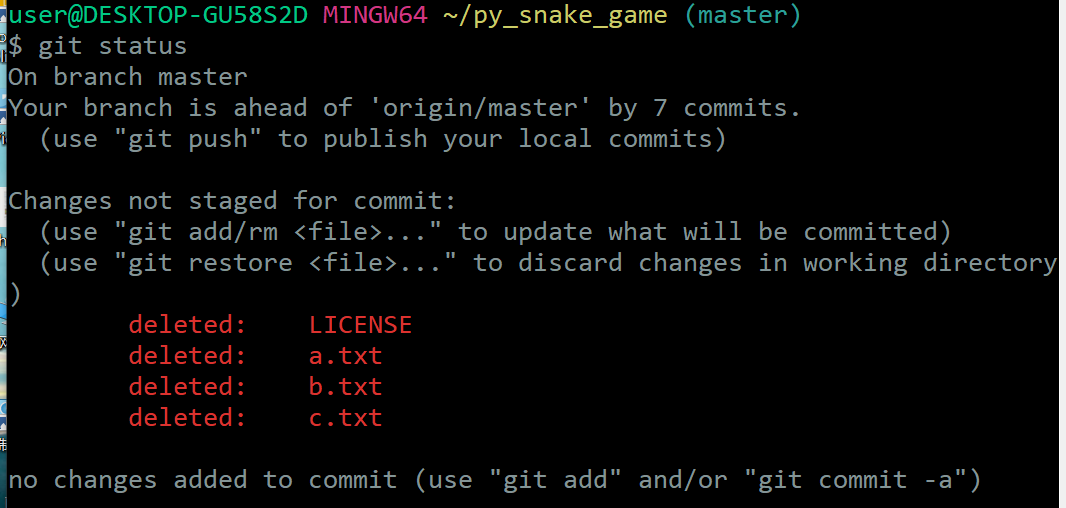 user@DESKTOP-GU58S2D MINGW64 ~/py_snake_game (master)
$ git status
On branch master
Your branch is ahead of 'origin/master' by 7 commits.
  (use "git push" to publish your local commits)

Changes not staged for commit:
  (use "git add/rm <file>..." to update what will be committed)
  (use "git restore <file>..." to discard changes in working directory
)
        deleted:    LICENSE
        deleted:    a.txt
        deleted:    b.txt
        deleted:    c.txt

no changes added to commit (use "git add" and/or "git commit -a")